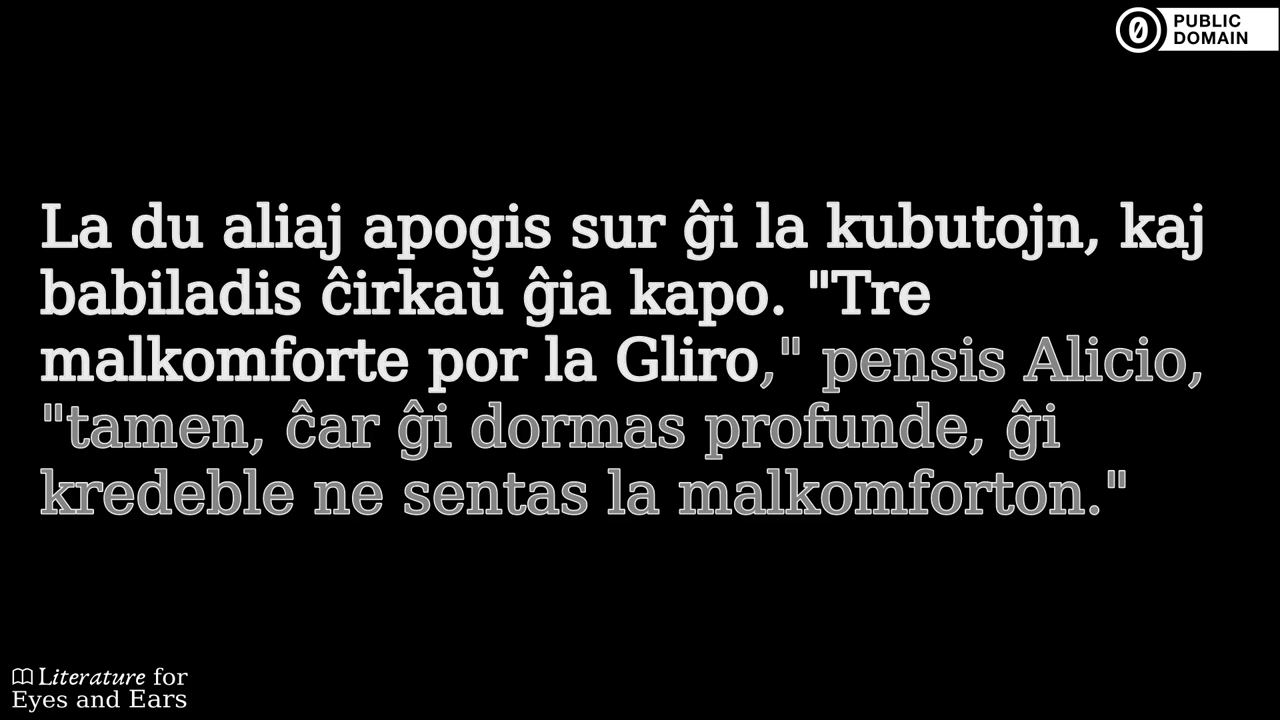 PUBLIC
DOMAIN
La du aliaj apogis sur ĝi la kubutojn, kaj
babiladis ĉirkaŭ ĝia kapo. "Tre
malkomforte por la Gliro," pensis Alicio,
"tamen, ĉar ĝi dormas profunde, ĝi
kredeble ne sentas la malkomforton."
Literature for
Eyes and Ears